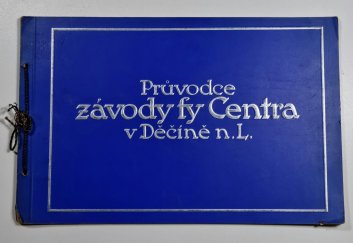 Průvodce
závody fy Centra
v Děčíně n.L.